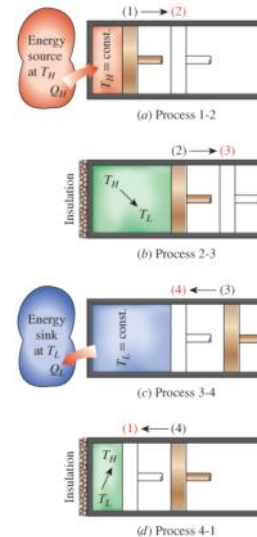 (1) → (2)
Energy
source
at T_H
Q_H
T_H = const.
(a) Process 1-2
(2) → (3)
Insulation
T_H
T_L
(b) Process 2-3
(4) ← (3)
Energy
sink
at T_L
Q_L
T_L = const.
(c) Process 3-4
(1) ← (4)
Insulation
T_H
T_L
(d) Process 4-1